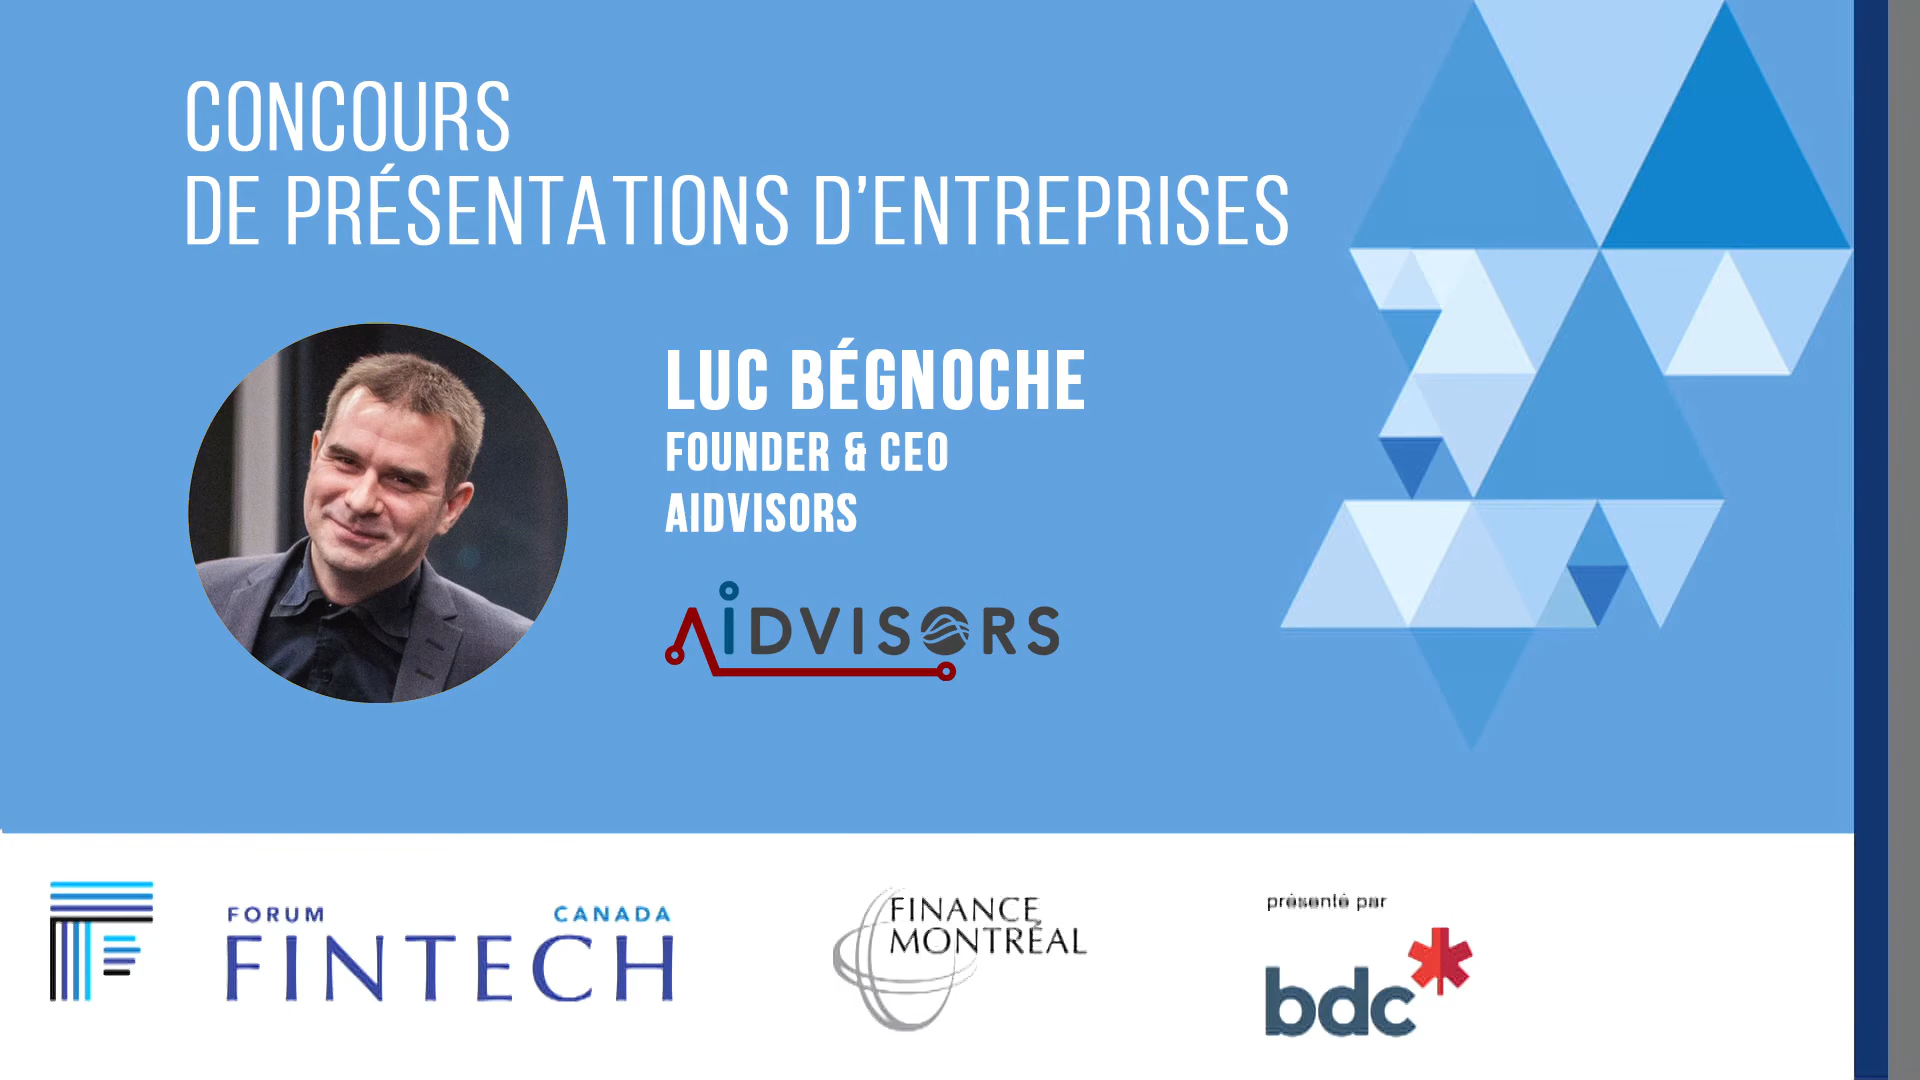 CONCOURS
DE PRÉSENTATIONS D'ENTREPRISES
LUC BÉGNOCHE
FOUNDER & CEO
AIDVISORS
AiDVISORS
FORUM CANADA
FINTECH
FINANCE
MONTRÉAL
présenté par
bdc